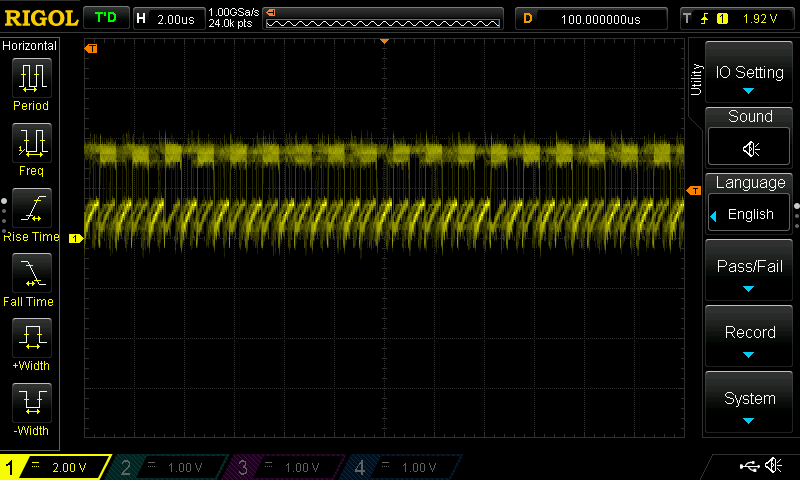 RIGOL T'D H 2.00us 1.00GSa/s 24.0k pts D 100.000000us T 1 1.92 V
Horizontal
Period
Freq
Rise Time
Fall Time
+Width
-Width
T
T
1
Utility
IO Setting
Sound
Language
English
Pass/Fail
Record
System
1 2.00 V 2 1.00 V 3 1.00 V 4 1.00 V